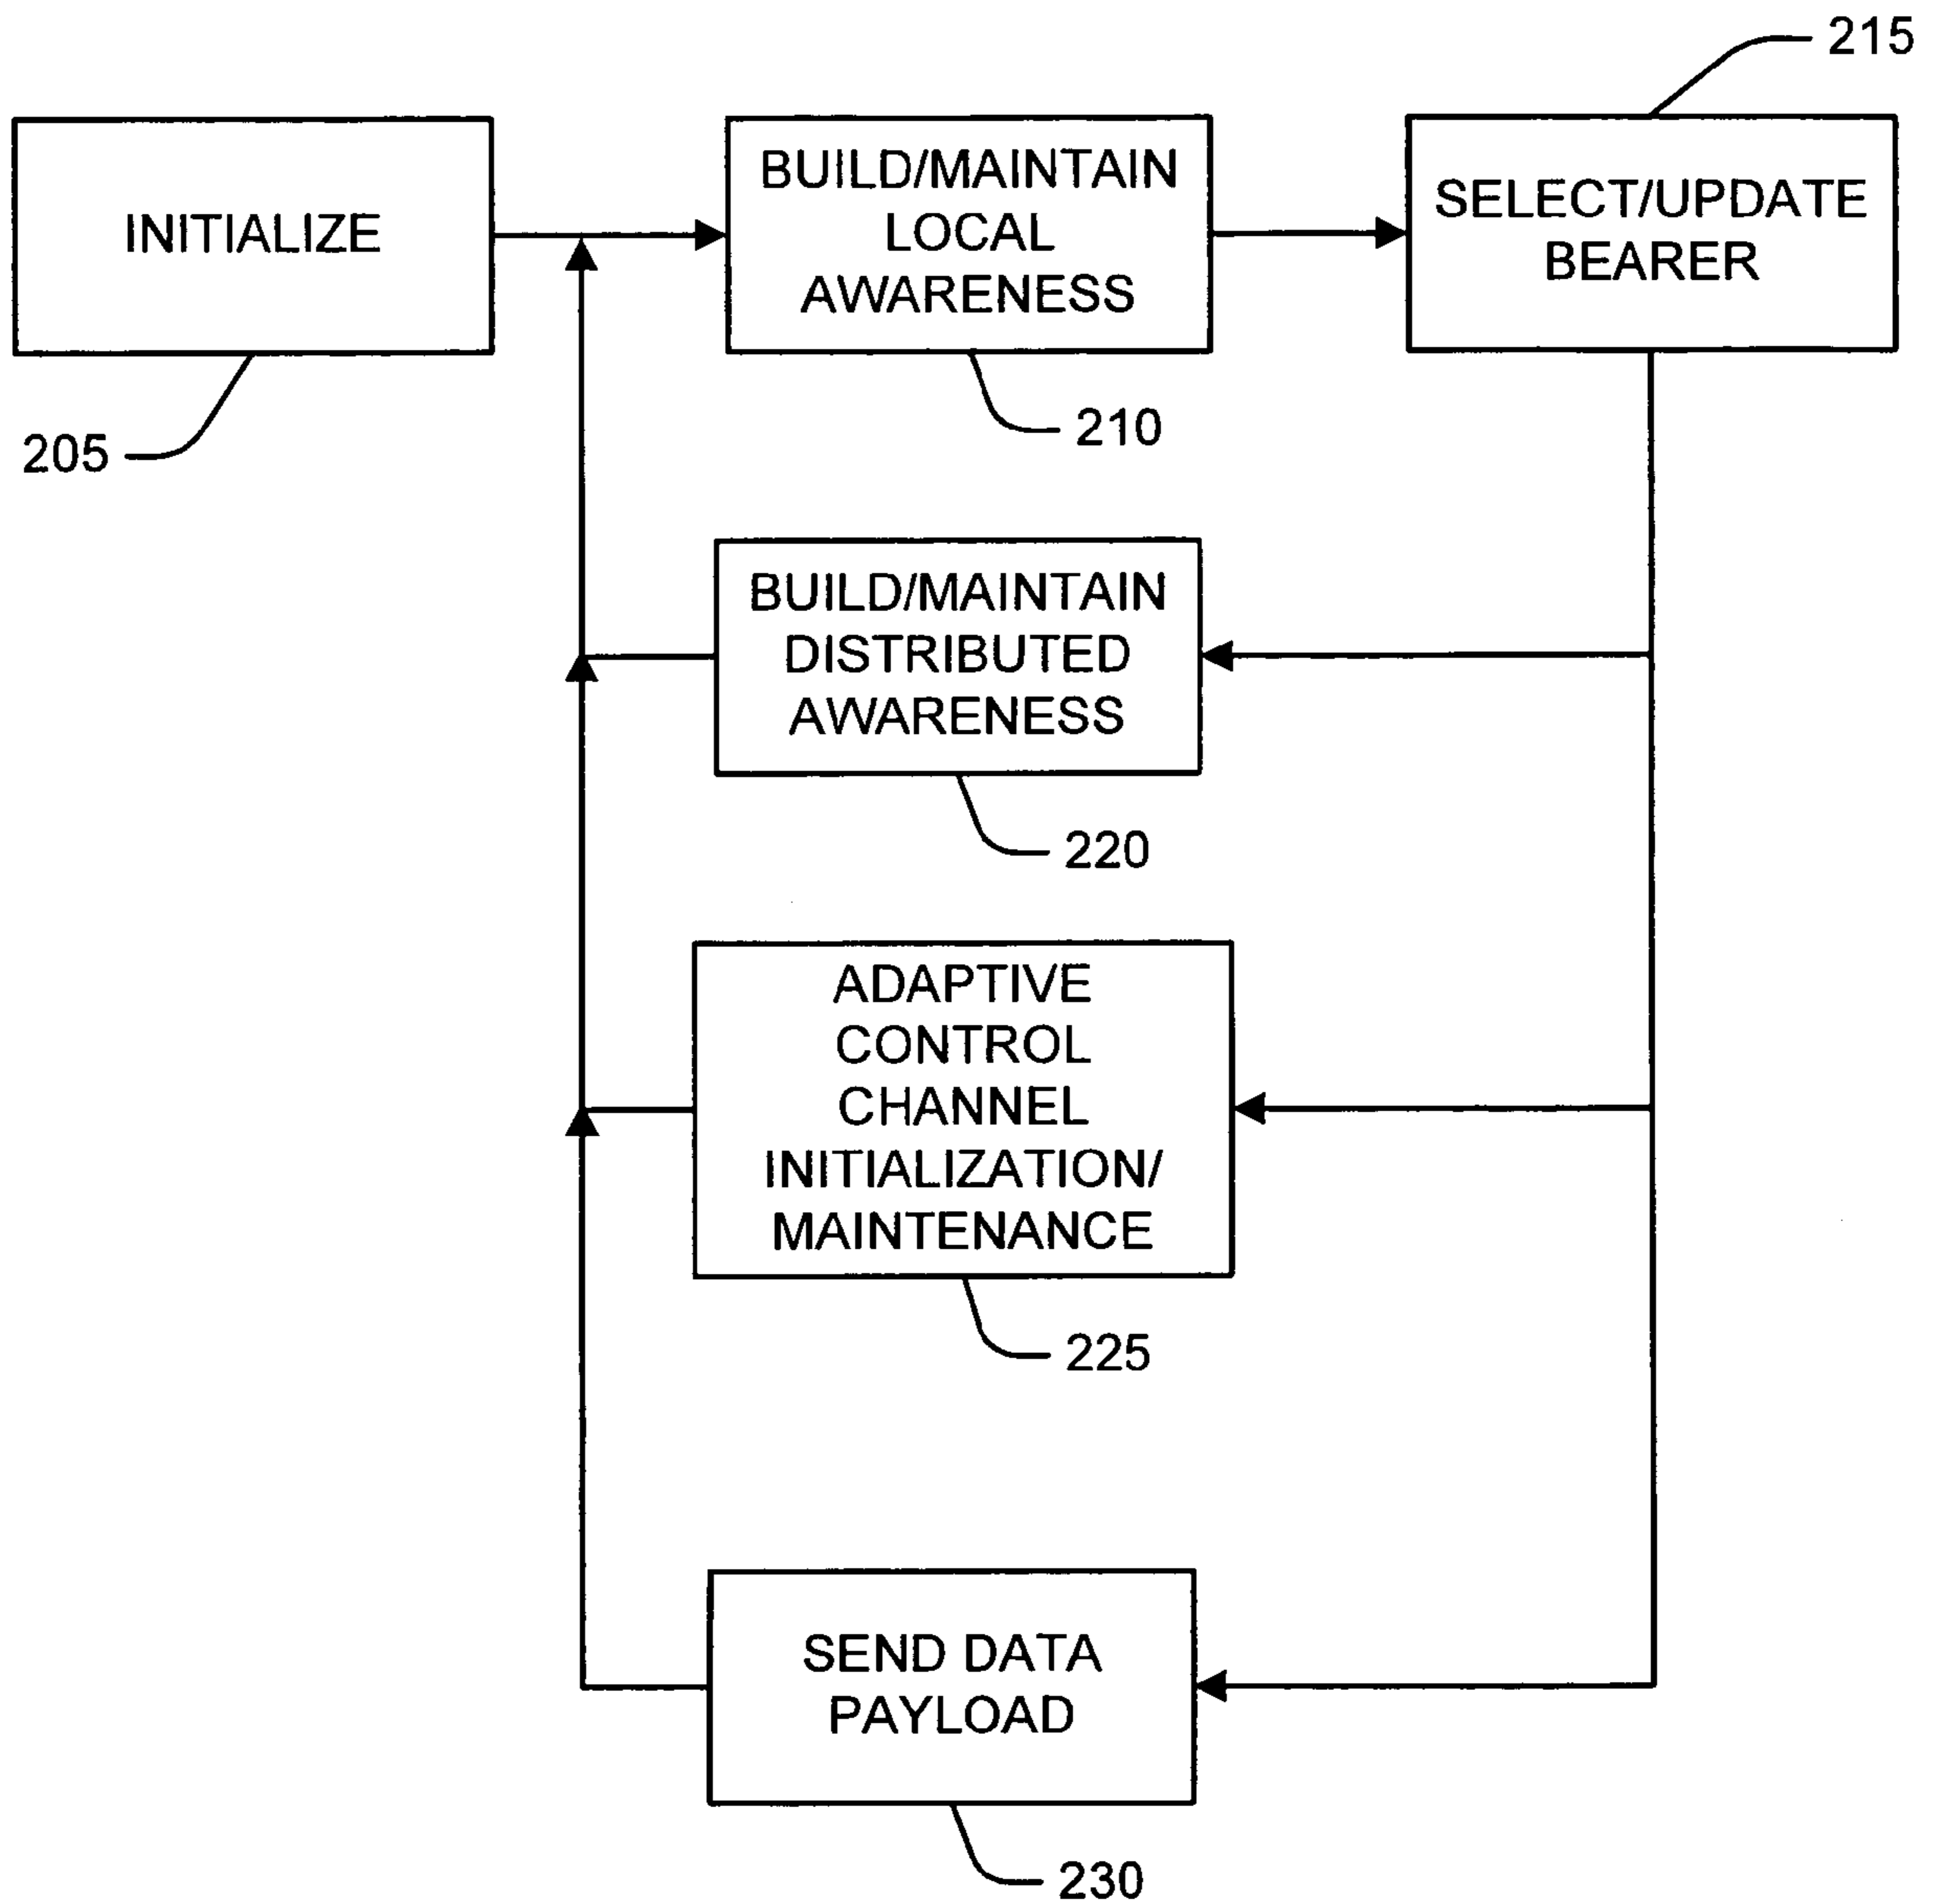 215
INITIALIZE
BUILD/MAINTAIN
LOCAL
AWARENESS
SELECT/UPDATE
BEARER
205
210
BUILD/MAINTAIN
DISTRIBUTED
AWARENESS
220
ADAPTIVE
CONTROL
CHANNEL
INITIALIZATION/
MAINTENANCE
225
SEND DATA
PAYLOAD
230